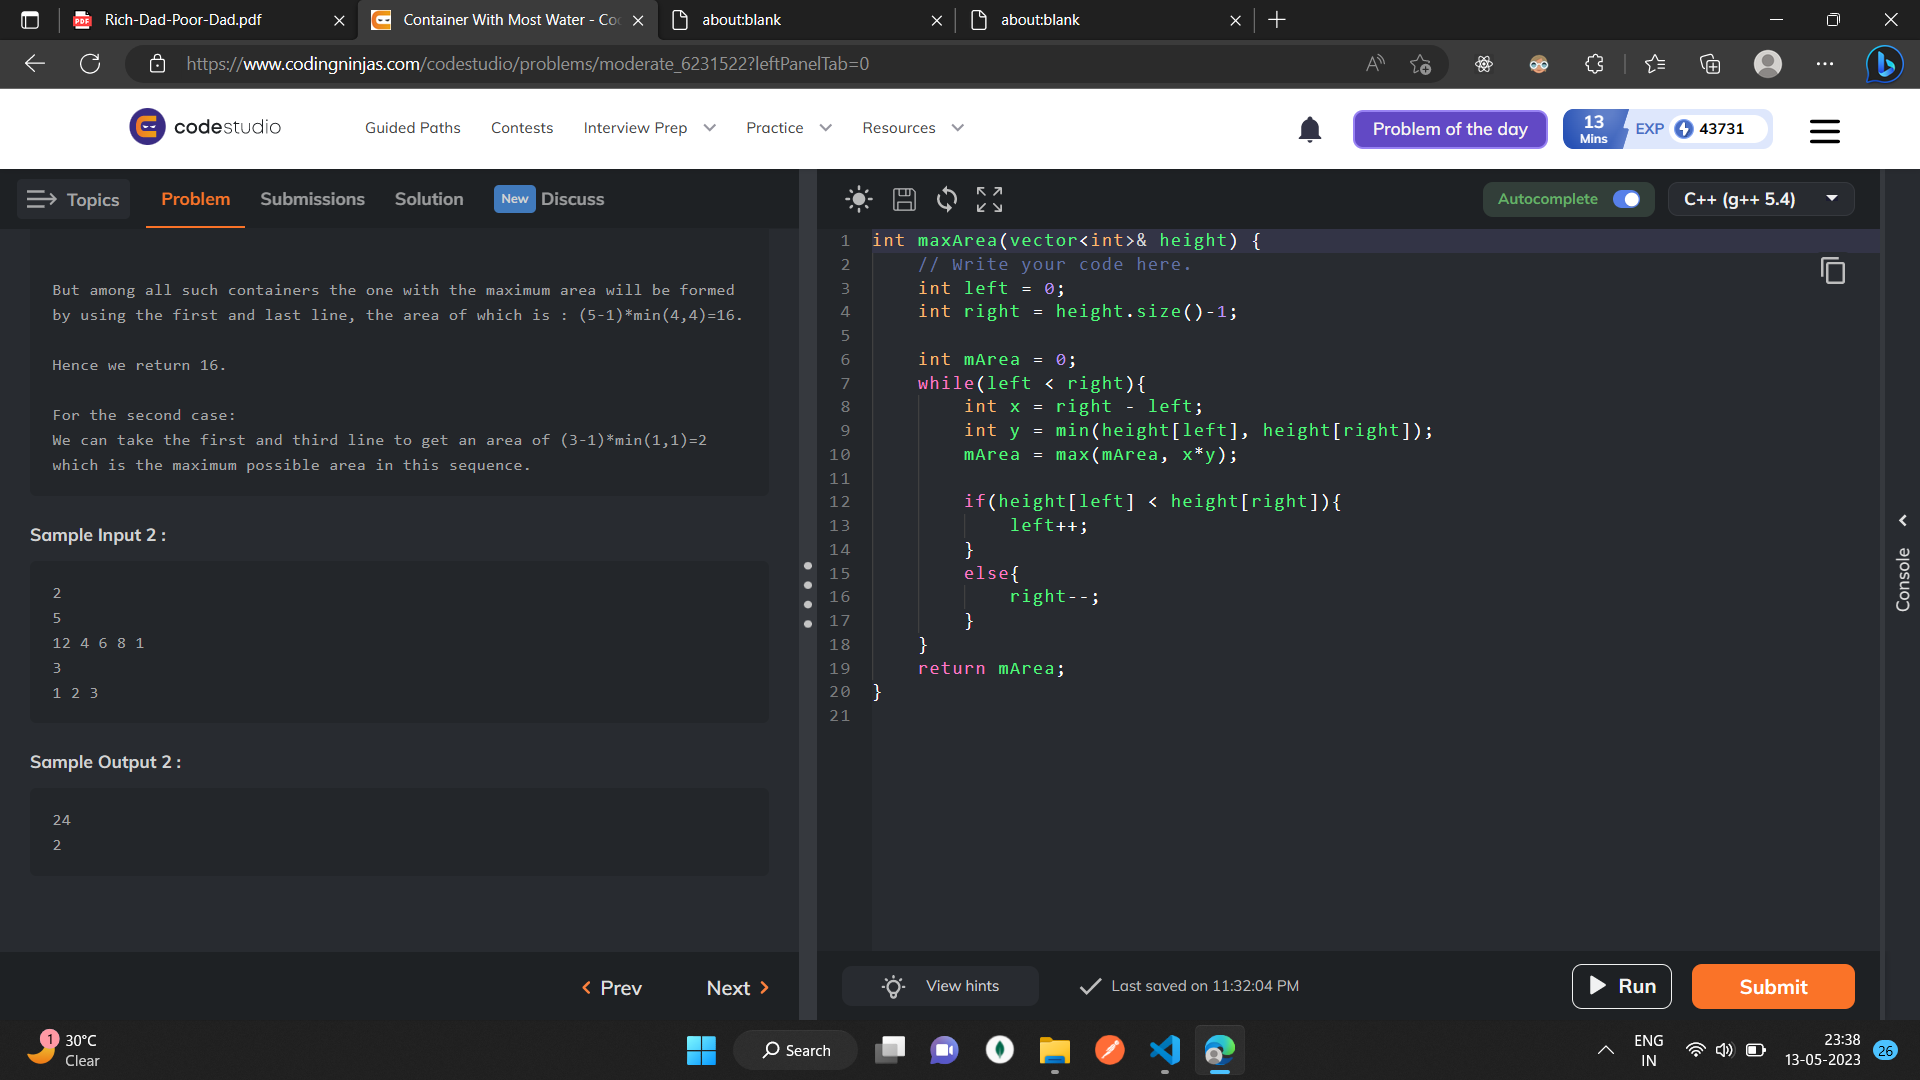 Rich-Dad-Poor-Dad.pdf
Container With Most Water - Co
about:blank
about:blank
https://www.codingninjas.com/codestudio/problems/moderate_6231522?leftPanelTab=0
codestudio
Guided Paths
Contests
Interview Prep
Practice
Resources
Problem of the day
13 Mins
EXP 43731
Topics
Problem
Submissions
Solution
New Discuss
But among all such containers the one with the maximum area will be formed
by using the first and last line, the area of which is : (5-1)*min(4,4)=16.
Hence we return 16.
For the second case:
We can take the first and third line to get an area of (3-1)*min(1,1)=2
which is the maximum possible area in this sequence.
Sample Input 2 :
2
5
12 4 6 8 1
3
1 2 3
Sample Output 2 :
24
2
Prev
Next
Autocomplete
C++ (g++ 5.4)
1 int maxArea(vector<int>& height) {
2 // Write your code here.
3 int left = 0;
4 int right = height.size()-1;
5
6 int mArea = 0;
7 while(left < right){
8 int x = right - left;
9 int y = min(height[left], height[right]);
10 mArea = max(mArea, x*y);
11
12 if(height[left] < height[right]){
13 left++;
14 }
15 else{
16 right--;
17 }
18 }
19 return mArea;
20 }
21
Console
View hints
Last saved on 11:32:04 PM
Run
Submit
1
30°C
Clear
Search
ENG
IN
23:38
13-05-2023
26